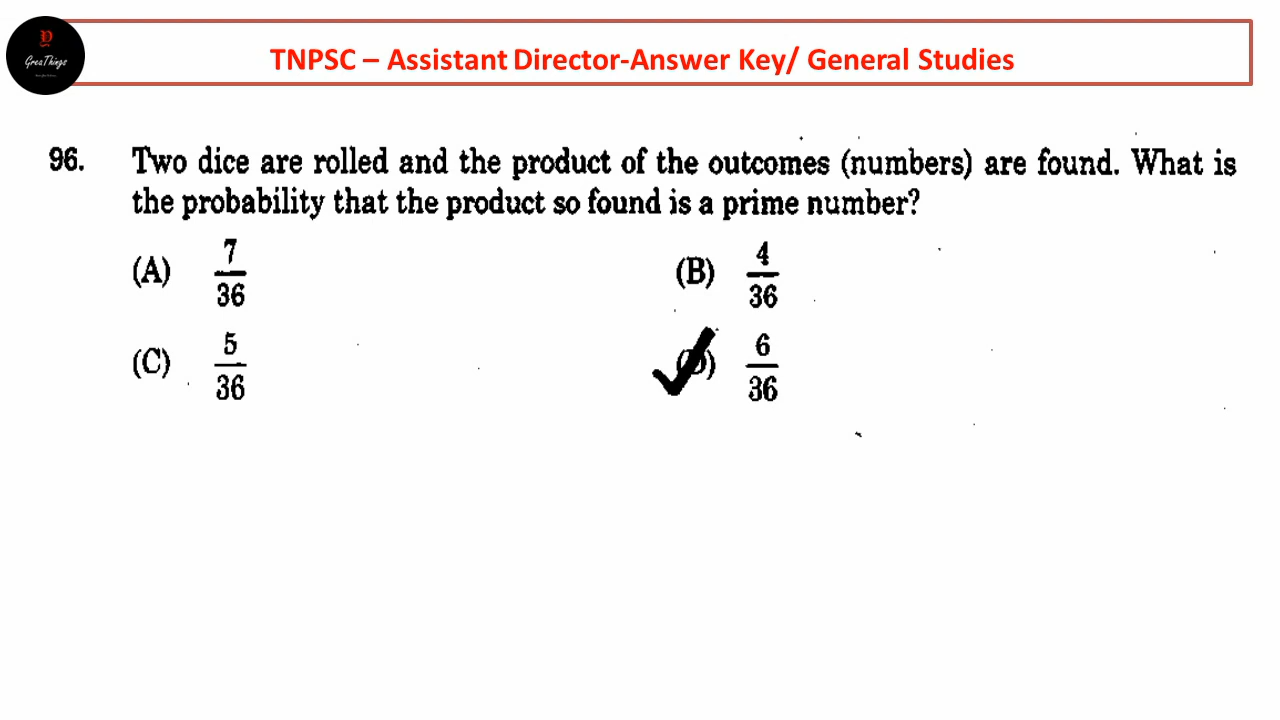 Y
GreaThings
TNPSC – Assistant Director-Answer Key/ General Studies
96. Two dice are rolled and the product of the outcomes (numbers) are found. What is
the probability that the product so found is a prime number?
(A) 7/36 (B) 4/36
(C) 5/36 (D) 6/36